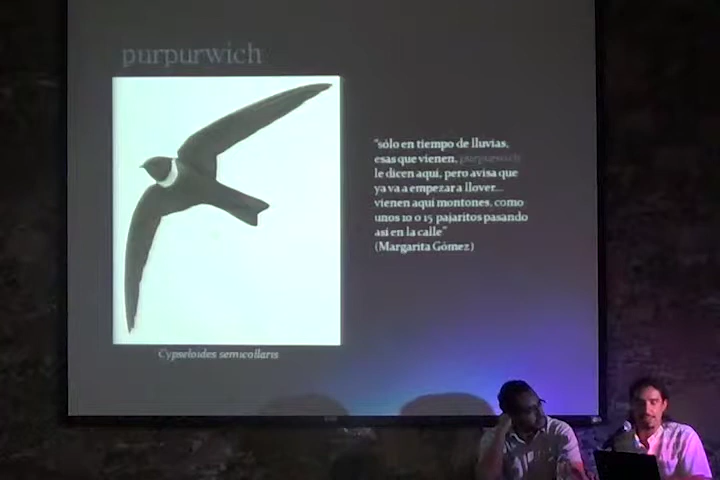 purpurwich
"sólo en tiempo de lluvias,
esas que vienen, purpurwich
le dicen aquí, pero avisa que
ya va a empezar a llover...
vienen aquí montones, como
unos 10 o 15 pajaritos pasando
así en la calle"
(Margarita Gómez)
Cypseloides semicollaris